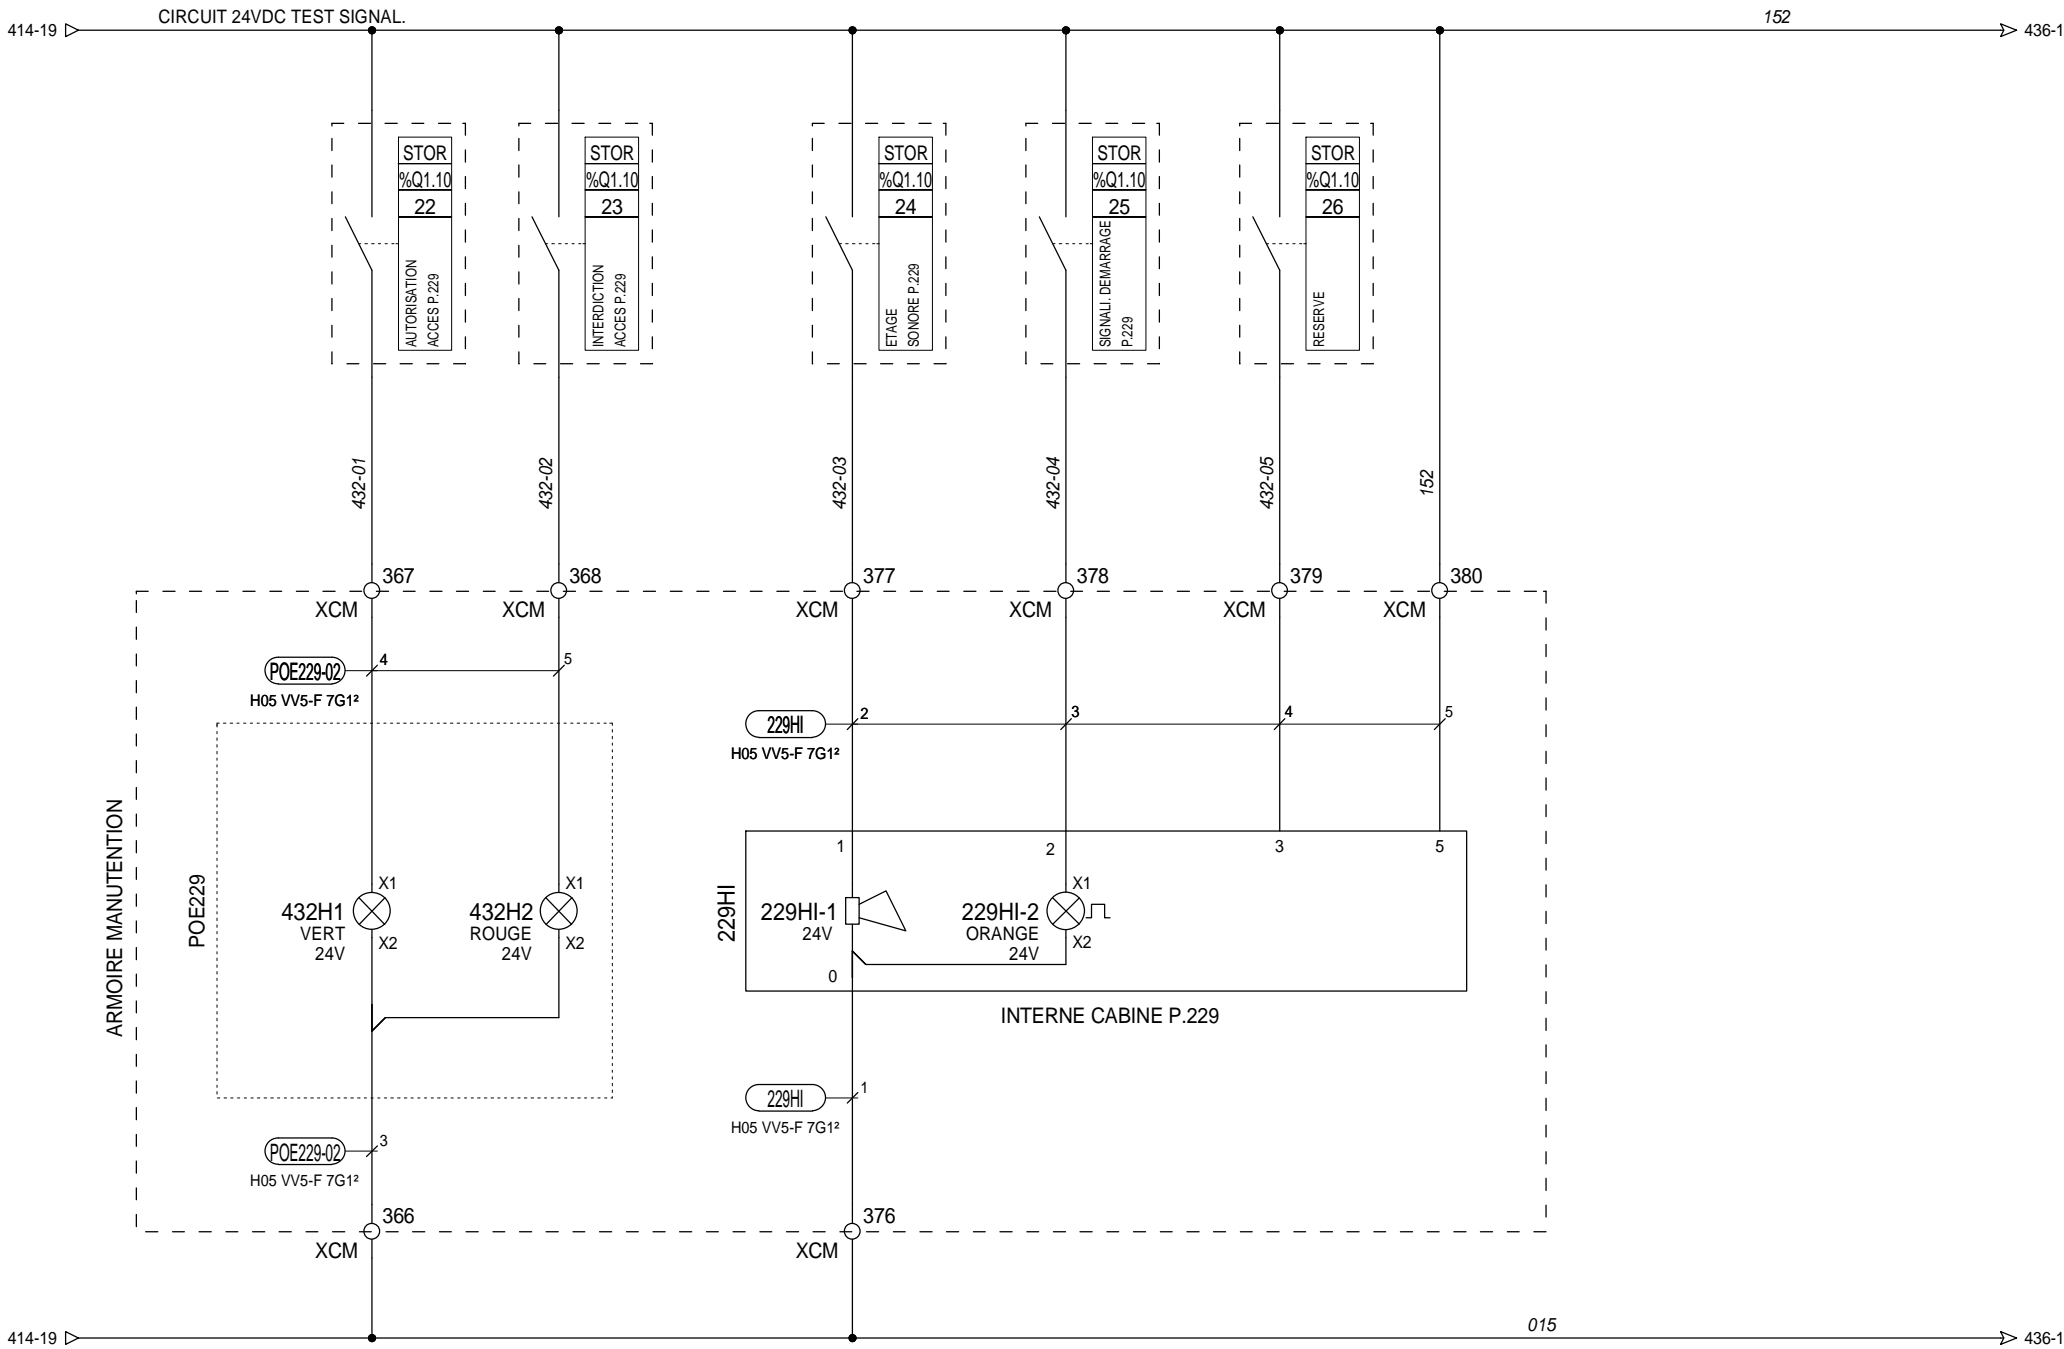 CIRCUIT 24VDC TEST SIGNAL.
152
414-19
436-1
STOR
%Q1.10
22
AUTORISATION
ACCES P.229
STOR
%Q1.10
23
INTERDICTION
ACCES P.229
STOR
%Q1.10
24
ETAGE
SONORE P.229
STOR
%Q1.10
25
SIGNALI. DEMARRAGE
P.229
STOR
%Q1.10
26
RESERVE
432-01
432-02
432-03
432-04
432-05
152
367
XCM
368
XCM
377
XCM
378
XCM
379
XCM
380
XCM
POE229-02
4
5
H05 VV5-F 7G1²
229HI
2
3
4
5
H05 VV5-F 7G1²
ARMOIRE MANUTENTION
POE229
432H1
VERT
24V
X1
X2
432H2
ROUGE
24V
X1
X2
229HI
1
2
3
5
229HI-1
24V
0
229HI-2
ORANGE
24V
X1
X2
INTERNE CABINE P.229
229HI
1
H05 VV5-F 7G1²
POE229-02
3
H05 VV5-F 7G1²
366
XCM
376
XCM
015
414-19
436-1